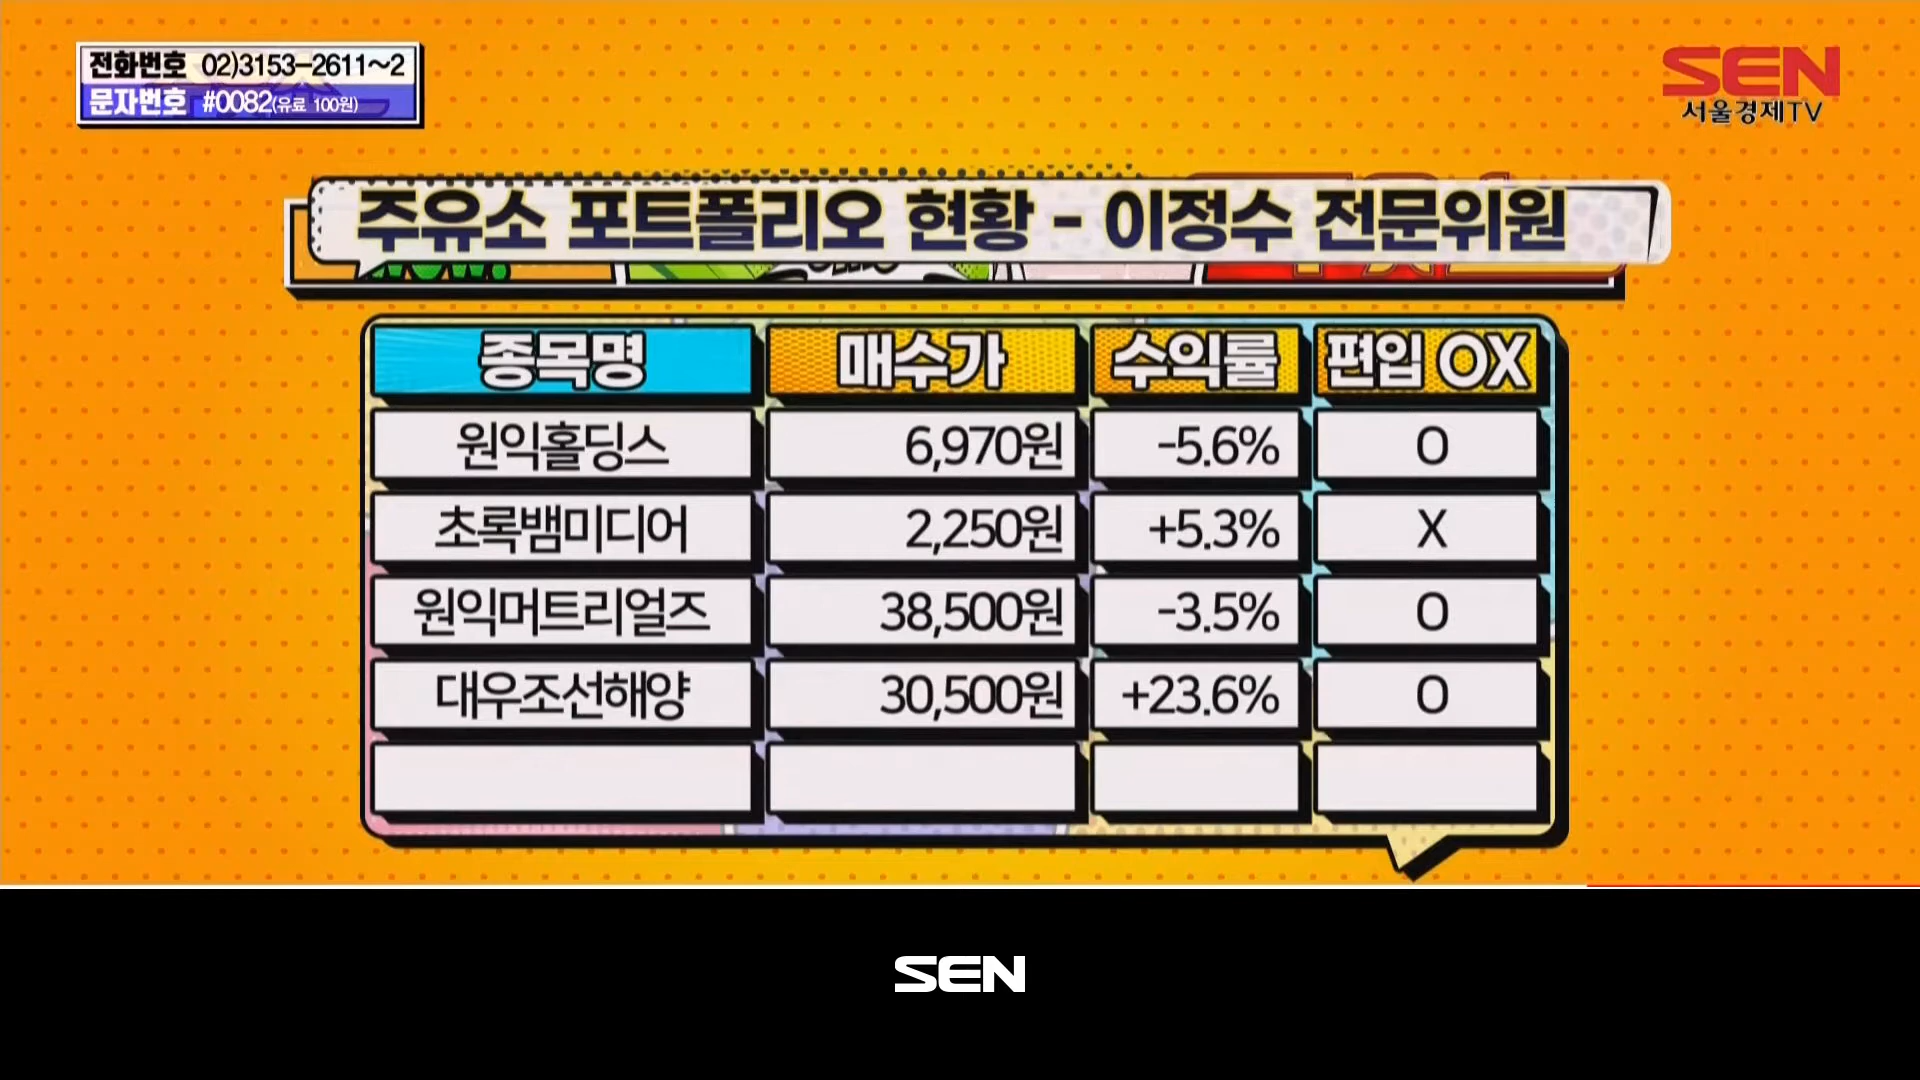 전화번호 02)3153-2611~2
문자번호 #0082(유료 100원)
SEN
서울경제TV
주유소 포트폴리오 현황 - 이정수 전문위원
종목명 매수가 수익률 편입 OX
원익홀딩스 6,970원 -5.6% O
초록뱀미디어 2,250원 +5.3% X
원익머트리얼즈 38,500원 -3.5% O
대우조선해양 30,500원 +23.6% O
SEN